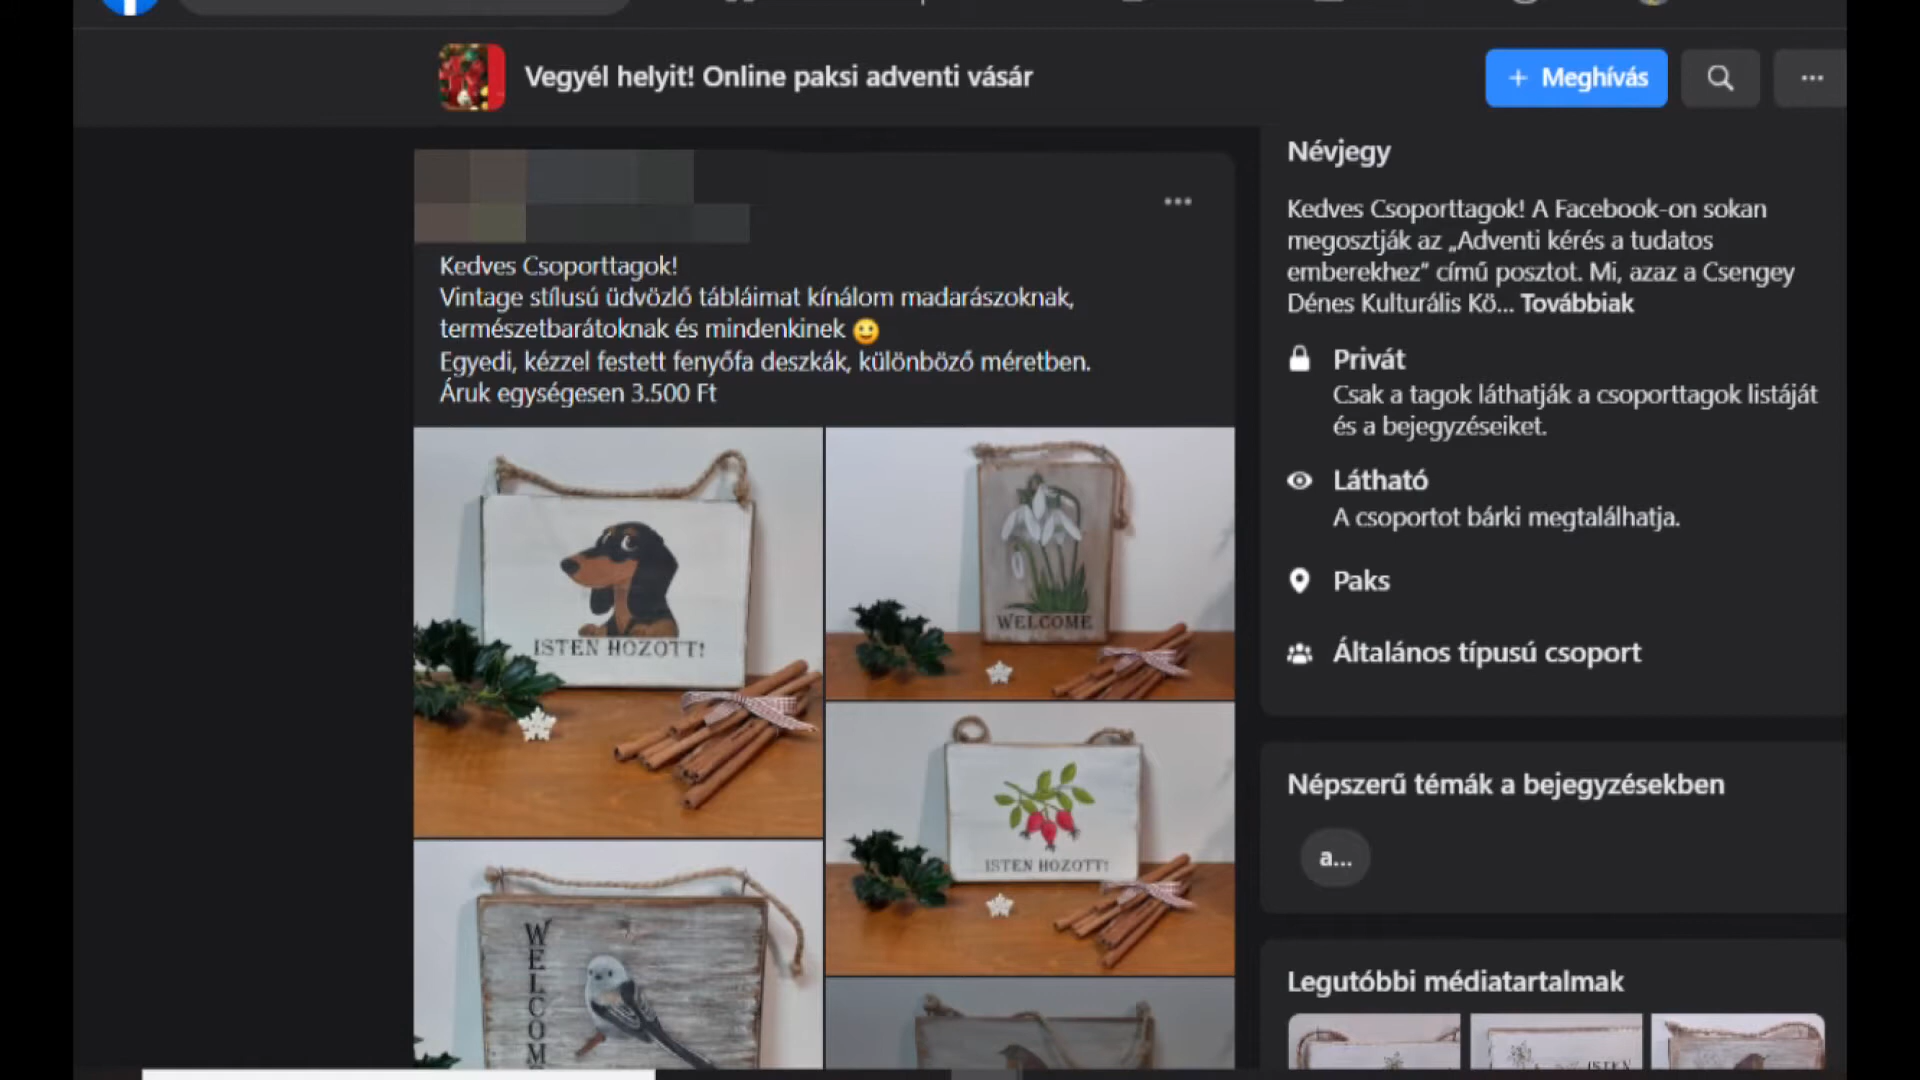 Vegyél helyit! Online paksi adventi vásár
+ Meghívás
Kedves Csoporttagok!
Vintage stílusú üdvözlő tábláimat kínálom madarászoknak,
természetbarátoknak és mindenkinek 🙂
Egyedi, kézzel festett fenyőfa deszkák, különböző méretben.
Áruk egységesen 3.500 Ft
ISTEN HOZOTT!
WELCOME
ISTEN HOZOTT!
WELCOM
Névjegy
Kedves Csoporttagok! A Facebook-on sokan
megosztják az „Adventi kérés a tudatos
emberekhez” című posztot. Mi, azaz a Csengey
Dénes Kulturális Kö... Továbbiak
Privát
Csak a tagok láthatják a csoporttagok listáját
és a bejegyzéseiket.
Látható
A csoportot bárki megtalálhatja.
Paks
Általános típusú csoport
Népszerű témák a bejegyzésekben
a...
Legutóbbi médiatartalmak
ISTEN